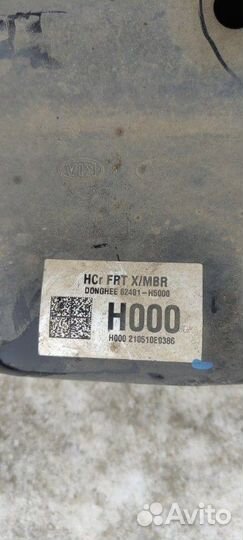 HCr FRT X/MBR
DONGHEE 62401-H5000
H000
H000 210510E0386
Avito